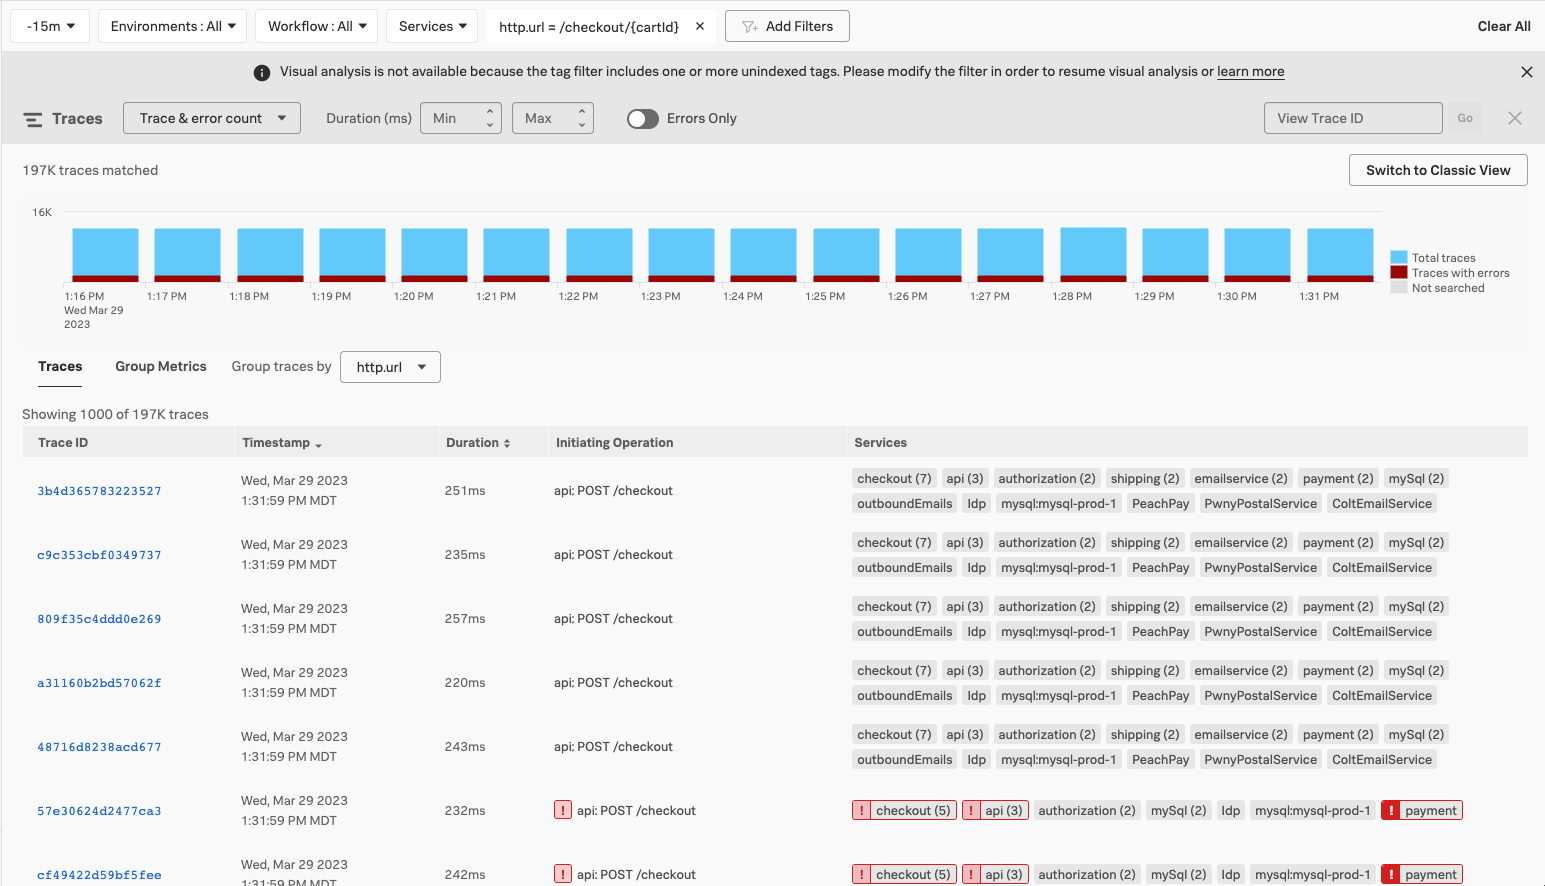 -15m Environments : All Workflow : All Services http.url = /checkout/{cartId} Add Filters Clear All
Visual analysis is not available because the tag filter includes one or more unindexed tags. Please modify the filter in order to resume visual analysis or learn more
Traces Trace & error count Duration (ms) Min Max Errors Only View Trace ID Go
197K traces matched Switch to Classic View
16K
Total traces
Traces with errors
Not searched
1:16 PM 1:17 PM 1:18 PM 1:19 PM 1:20 PM 1:21 PM 1:22 PM 1:23 PM 1:24 PM 1:25 PM 1:26 PM 1:27 PM 1:28 PM 1:29 PM 1:30 PM 1:31 PM
Wed Mar 29
2023
Traces Group Metrics Group traces by http.url
Showing 1000 of 197K traces
Trace ID Timestamp Duration Initiating Operation Services
3b4d365783223527 Wed, Mar 29 2023 1:31:59 PM MDT 251ms api: POST /checkout checkout (7) api (3) authorization (2) shipping (2) emailservice (2) payment (2) mySql (2)
outboundEmails Idp mysql:mysql-prod-1 PeachPay PwnyPostalService ColtEmailService
c9c353cbf0349737 Wed, Mar 29 2023 1:31:59 PM MDT 235ms api: POST /checkout checkout (7) api (3) authorization (2) shipping (2) emailservice (2) payment (2) mySql (2)
outboundEmails Idp mysql:mysql-prod-1 PeachPay PwnyPostalService ColtEmailService
809f35c4ddd0e269 Wed, Mar 29 2023 1:31:59 PM MDT 257ms api: POST /checkout checkout (7) api (3) authorization (2) shipping (2) emailservice (2) payment (2) mySql (2)
outboundEmails Idp mysql:mysql-prod-1 PeachPay PwnyPostalService ColtEmailService
a31160b2bd57062f Wed, Mar 29 2023 1:31:59 PM MDT 220ms api: POST /checkout checkout (7) api (3) authorization (2) shipping (2) emailservice (2) payment (2) mySql (2)
outboundEmails Idp mysql:mysql-prod-1 PeachPay PwnyPostalService ColtEmailService
48716d8238acd677 Wed, Mar 29 2023 1:31:59 PM MDT 243ms api: POST /checkout checkout (7) api (3) authorization (2) shipping (2) emailservice (2) payment (2) mySql (2)
outboundEmails Idp mysql:mysql-prod-1 PeachPay PwnyPostalService ColtEmailService
57e30624d2477ca3 Wed, Mar 29 2023 1:31:59 PM MDT 232ms ! api: POST /checkout ! checkout (5) ! api (3) authorization (2) mySql (2) Idp mysql:mysql-prod-1 ! payment
cf49422d59bf5fee Wed, Mar 29 2023 1:31:59 PM MDT 242ms ! api: POST /checkout ! checkout (5) ! api (3) authorization (2) mySql (2) Idp mysql:mysql-prod-1 ! payment